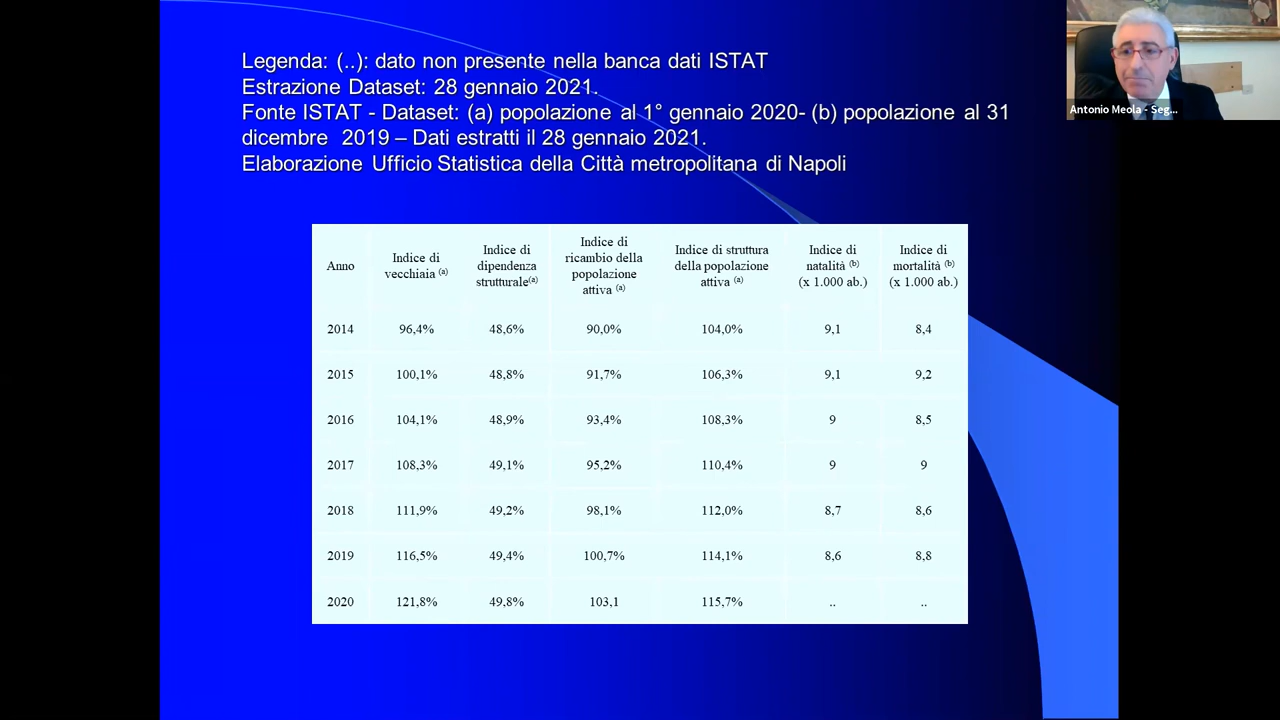 Legenda: (..): dato non presente nella banca dati ISTAT
Estrazione Dataset: 28 gennaio 2021.
Fonte ISTAT - Dataset: (a) popolazione al 1° gennaio 2020- (b) popolazione al 31
dicembre 2019 – Dati estratti il 28 gennaio 2021.
Elaborazione Ufficio Statistica della Città metropolitana di Napoli
Antonio Meola - Seg...
Anno Indice di vecchiaia (a) Indice di dipendenza strutturale(a) Indice di ricambio della popolazione attiva (a) Indice di struttura della popolazione attiva (a) Indice di natalità (b) (x 1.000 ab.) Indice di mortalità (b) (x 1.000 ab.)
2014 96,4% 48,6% 90,0% 104,0% 9,1 8,4
2015 100,1% 48,8% 91,7% 106,3% 9,1 9,2
2016 104,1% 48,9% 93,4% 108,3% 9 8,5
2017 108,3% 49,1% 95,2% 110,4% 9 9
2018 111,9% 49,2% 98,1% 112,0% 8,7 8,6
2019 116,5% 49,4% 100,7% 114,1% 8,6 8,8
2020 121,8% 49,8% 103,1 115,7% .. ..